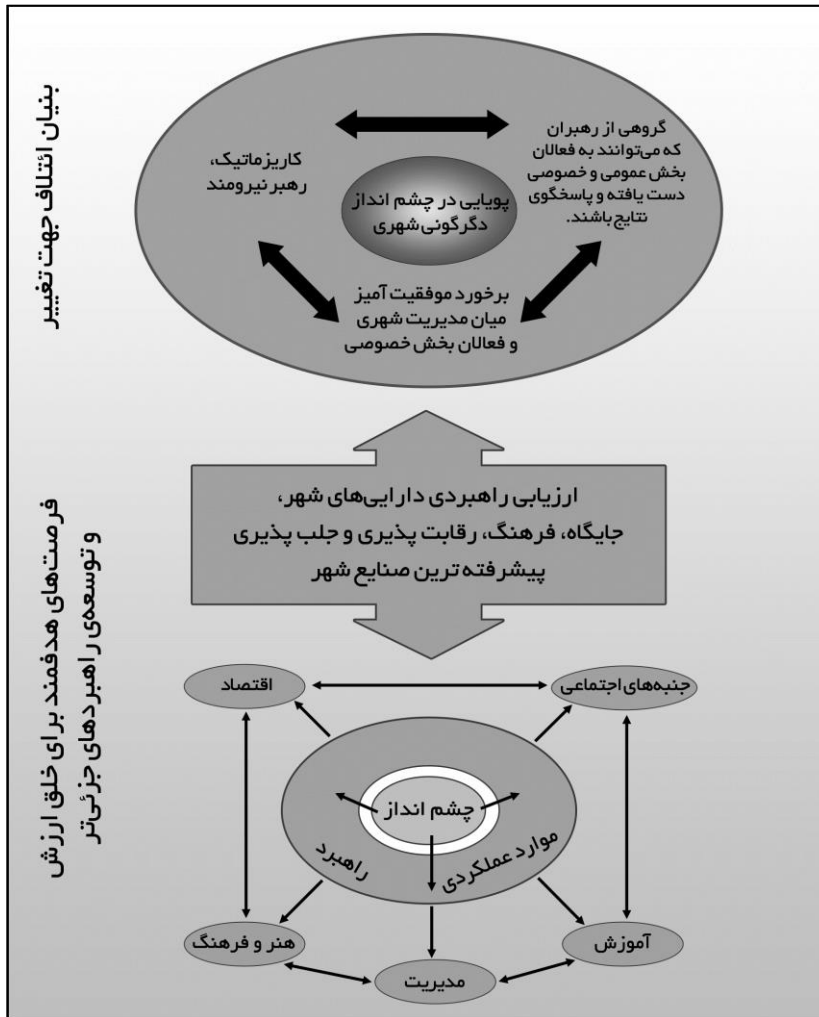 بنیان ائتلاف جهت تغییر
گروهی از رهبران
که می‌توانند به فعالان
بخش عمومی و خصوصی
دست یافته و پاسخگوی
نتایج باشند.
کاریزماتیک،
رهبر نیرومند
پویایی در چشم انداز
دگرگونی شهری
برخورد موفقیت آمیز
میان مدیریت شهری
و فعالان بخش خصوصی
ارزیابی راهبردی دارایی‌های شهر،
جایگاه، فرهنگ، رقابت پذیری و جلب پذیری
پیشرفته ترین صنایع شهر
فرصت‌های هدفمند برای خلق ارزش
و توسعه‌ی راهبردهای جزئی‌تر
جنبه‌های اجتماعی
اقتصاد
چشم انداز
موارد عملکردی
راهبرد
آموزش
هنر و فرهنگ
مدیریت